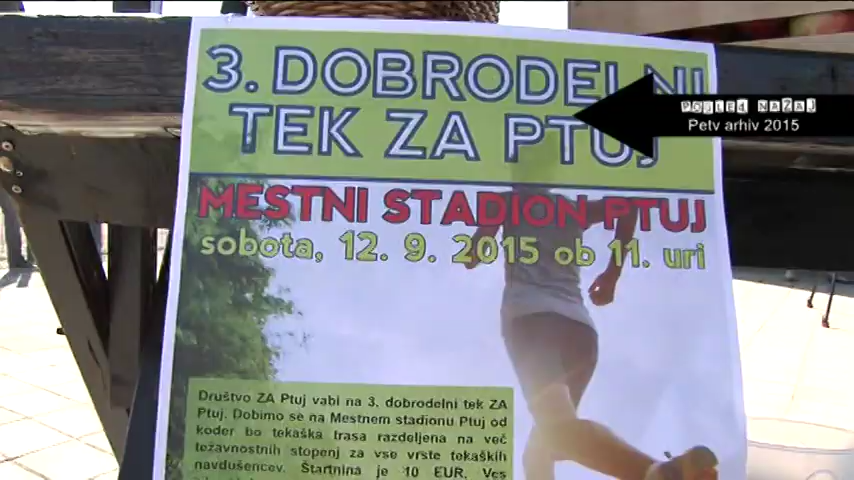 3. DOBRODELNI
TEK ZA PTUJ
POGLED NAZAJ
Petv arhiv 2015
MESTNI STADION PTUJ
sobota, 12. 9. 2015 ob 11. uri
Društvo ZA Ptuj vabi na 3. dobrodelni tek ZA
Ptuj. Dobimo se na Mestnem stadionu Ptuj od
koder bo tekaška trasa razdeljena na več
težavnostnih stopenj za vse vrste tekaških
navdušencev. Štartnina je 10 EUR. Ves